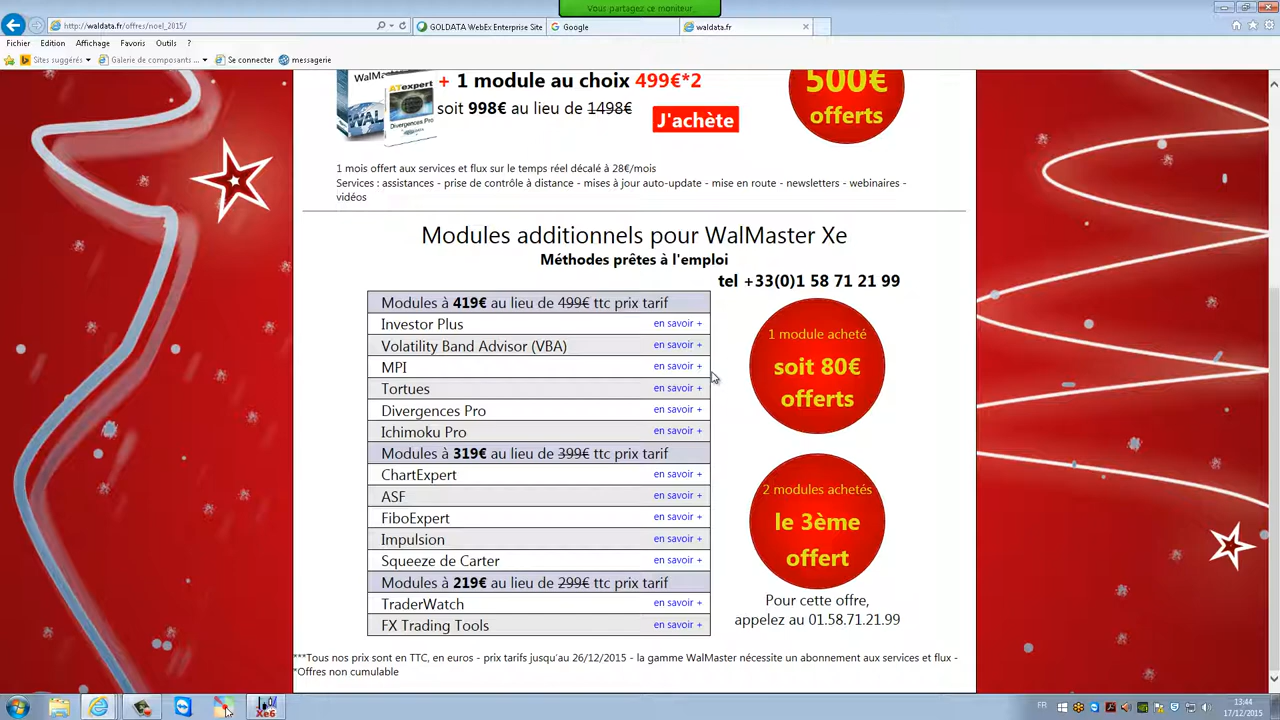 Vous partagez ce moniteur.
http://waldata.fr/offres/noel_2015/
GOLDATA WebEx Enterprise Site
Google
waldata.fr
Fichier Edition Affichage Favoris Outils ?
Sites suggérés
Galerie de composants ...
Se connecter
messagerie
+ 1 module au choix 499€*2
soit 998€ au lieu de 1498€
J'achète
500€
offerts
1 mois offert aux services et flux sur le temps réel décalé à 28€/mois
Services : assistances - prise de contrôle à distance - mises à jour auto-update - mise en route - newsletters - webinaires -
vidéos
Modules additionnels pour WalMaster Xe
Méthodes prêtes à l'emploi
tel +33(0)1 58 71 21 99
Modules à 419€ au lieu de 499€ ttc prix tarif
Investor Plus en savoir +
Volatility Band Advisor (VBA) en savoir +
MPI en savoir +
Tortues en savoir +
Divergences Pro en savoir +
Ichimoku Pro en savoir +
Modules à 319€ au lieu de 399€ ttc prix tarif
ChartExpert en savoir +
ASF en savoir +
FiboExpert en savoir +
Impulsion en savoir +
Squeeze de Carter en savoir +
Modules à 219€ au lieu de 299€ ttc prix tarif
TraderWatch en savoir +
FX Trading Tools en savoir +
1 module acheté
soit 80€
offerts
2 modules achetés
le 3ème
offert
Pour cette offre,
appelez au 01.58.71.21.99
***Tous nos prix sont en TTC, en euros - prix tarifs jusqu'au 26/12/2015 - la gamme WalMaster nécessite un abonnement aux services et flux -
*Offres non cumulable
Xe6
FR
13:44
17/12/2015